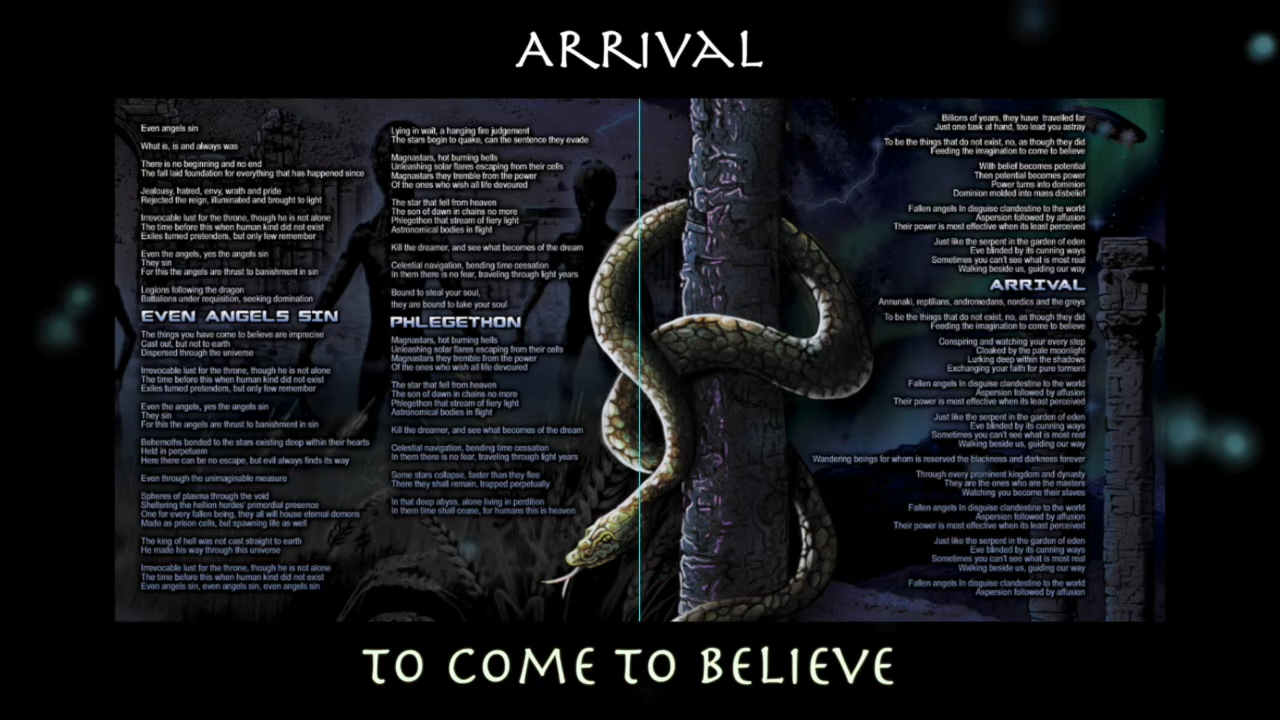 ARRIVAL
Even angels sin
What is, is and always was
There is no beginning and no end
The fall laid foundation for everything that has happened since
Jealousy, hatred, envy, wrath and pride
Rejected the reign, illuminated and brought to light
Irrevocable lust for the throne, though he is not alone
The time before this when human kind did not exist
Exiles turned pretenders, but only few remember
Even the angels, yes the angels sin
They sin
For this the angels are thrust to banishment in sin
Legions following the dragon
Battalions under requisition, seeking domination
EVEN ANGELS SIN
The things you have come to believe are imprecise
Cast out, but not to earth
Dispersed through the universe
Irrevocable lust for the throne, though he is not alone
The time before this when human kind did not exist
Exiles turned pretenders, but only few remember
Even the angels, yes the angels sin
They sin
For this the angels are thrust to banishment in sin
Behemoths bonded to the stars existing deep within their hearts
Held in perpetuem
Here there can be no escape, but evil always finds its way
Even through the unimaginable measure
Spheres of plasma through the void
Sheltering the hellion hordes' primordial presence
One for every fallen being, they all will house eternal demons
Made as prison cells, but spawning life as well
The king of hell was not cast straight to earth
He made his way through this universe
Irrevocable lust for the throne, though he is not alone
The time before this when human kind did not exist
Even angels sin, even angels sin, even angels sin
Lying in wait, a hanging fire judgement
The stars begin to quake, can the sentence they evade
Magnastars, hot burning hells
Unleashing solar flares escaping from their cells
Magnastars they tremble from the power
Of the ones who wish all life devoured
The star that fell from heaven
The son of dawn in chains no more
Phlegethon that stream of fiery light
Astronomical bodies in flight
Kill the dreamer, and see what becomes of the dream
Celestial navigation, bending time cessation
In them there is no fear, traveling through light years
Bound to steal your soul,
they are bound to take your soul
PHLEGETHON
Magnastars, hot burning hells
Unleashing solar flares escaping from their cells
Magnastars they tremble from the power
Of the ones who wish all life devoured
The star that fell from heaven
The son of dawn in chains no more
Phlegethon that stream of fiery light
Astronomical bodies in flight
Kill the dreamer, and see what becomes of the dream
Celestial navigation, bending time cessation
In them there is no fear, traveling through light years
Some stars collapse, faster than they flee
There they shall remain, trapped perpetually
In that deep abyss, alone living in perdition
In them time shall cease, for humans this is heaven
Billions of years, they have travelled far
Just one task at hand, too lead you astray
To be the things that do not exist, no, as though they did
Feeding the imagination to come to believe
With belief becomes potential
Then potential becomes power
Power turns into dominion
Dominion molded into mass disbelief
Fallen angels In disguise clandestine to the world
Aspersion followed by affusion
Their power is most effective when its least perceived
Just like the serpent in the garden of eden
Eve blinded by its cunning ways
Sometimes you can't see what is most real
Walking beside us, guiding our way
ARRIVAL
Annunaki, reptilians, andromedans, nordics and the greys
To be the things that do not exist, no, as though they did
Feeding the imagination to come to believe
Conspiring and watching your every step
Cloaked by the pale moonlight
Lurking deep within the shadows
Exchanging your faith for pure torment
Fallen angels In disguise clandestine to the world
Aspersion followed by affusion
Their power is most effective when its least perceived
Just like the serpent in the garden of eden
Eve blinded by its cunning ways
Sometimes you can't see what is most real
Walking beside us, guiding our way
Wandering beings for whom is reserved the blackness and darkness forever
Through every prominent kingdom and dynasty
They are the ones who are the masters
Watching you become their slaves
Fallen angels In disguise clandestine to the world
Aspersion followed by affusion
Their power is most effective when its least perceived
Just like the serpent in the garden of eden
Eve blinded by its cunning ways
Sometimes you can't see what is most real
Walking beside us, guiding our way
Fallen angels In disguise clandestine to the world
Aspersion followed by affusion
TO COME TO BELIEVE